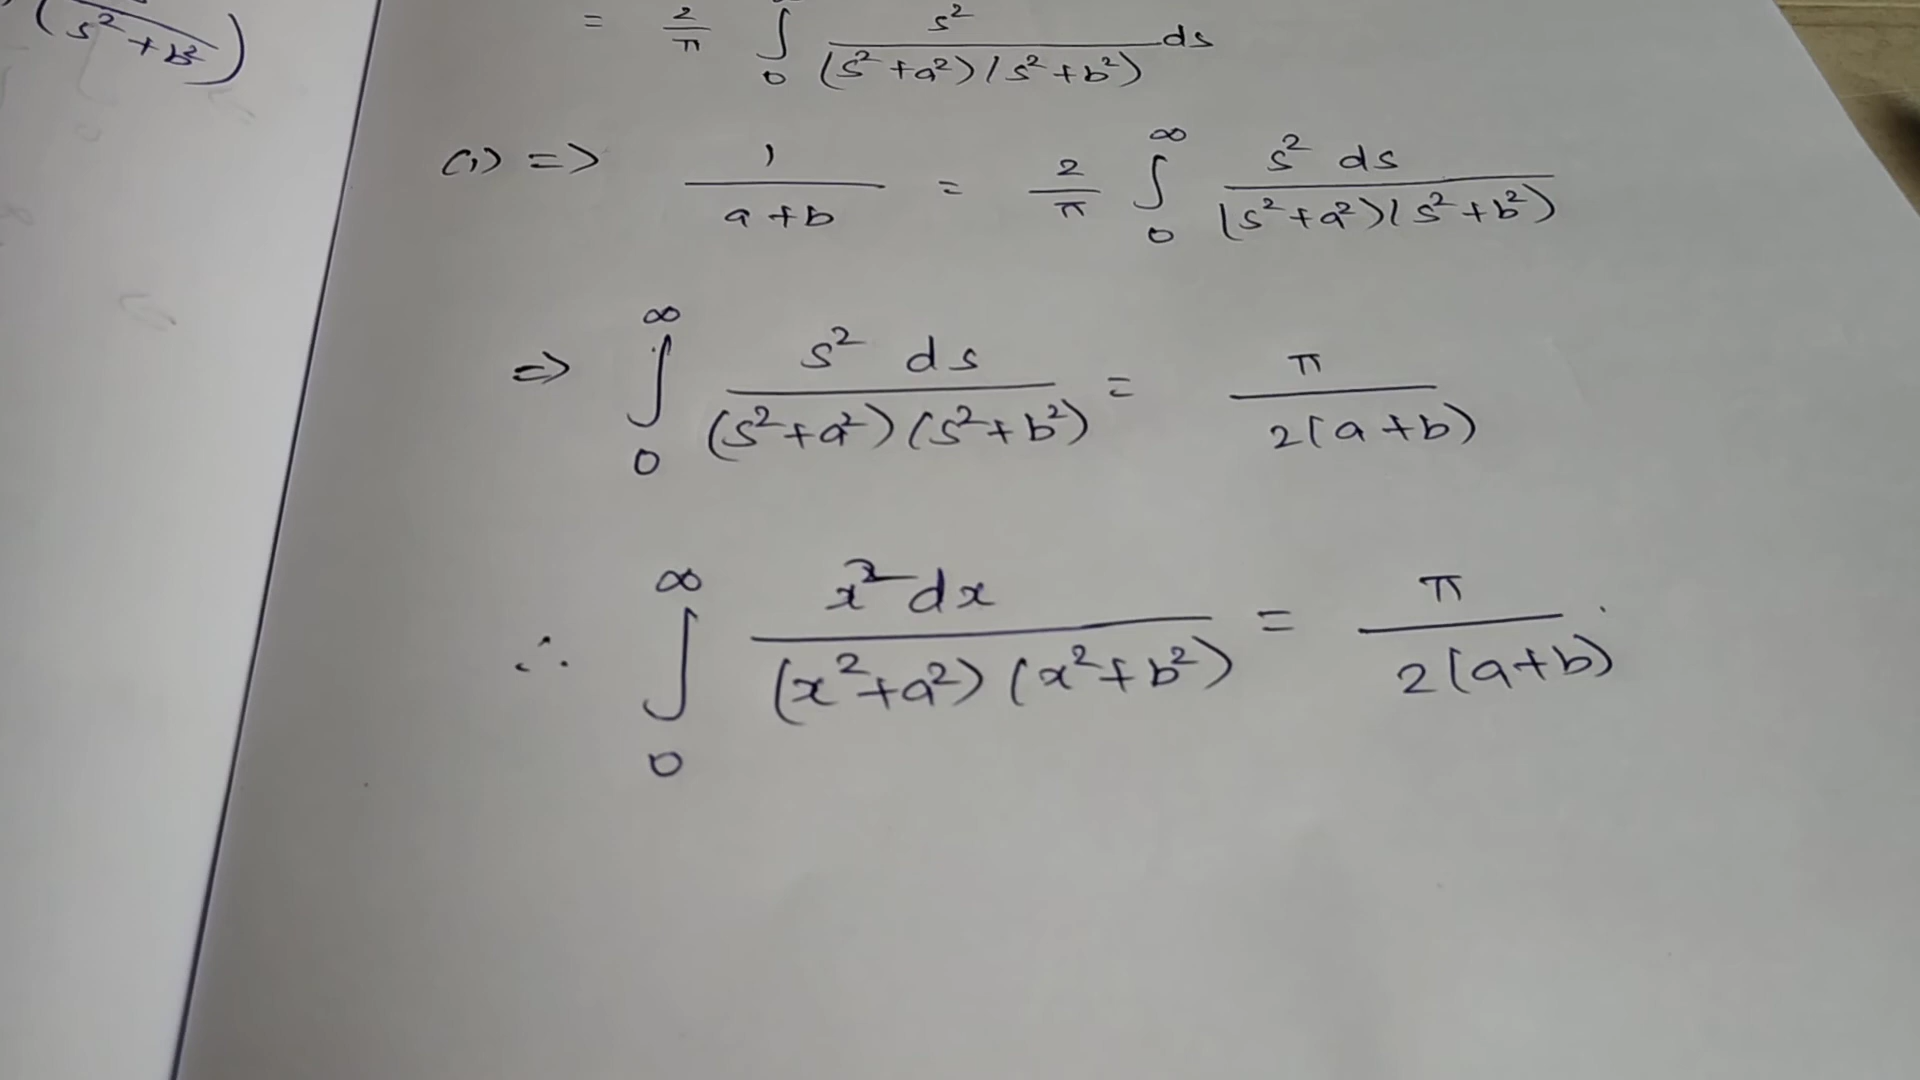 (s²+b²)
= 2/π ∫₀ s²/(s²+a²)(s²+b²) ds
(1) => 1/a+b = 2/π ∫₀^∞ s² ds/(s²+a²)(s²+b²)
=> ∫₀^∞ s² ds/(s²+a²)(s²+b²) = π/2(a+b)
∴ ∫₀^∞ x² dx/(x²+a²)(x²+b²) = π/2(a+b).